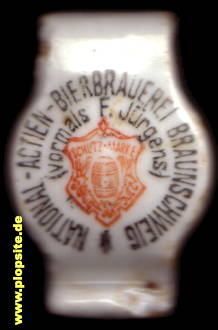 NATIONAL-ACTIEN-BIERBRAUEREI BRAUNSCHWEIG
(vormals F. Jürgens)
SCHUTZ-MARKE
© www.plopsite.de